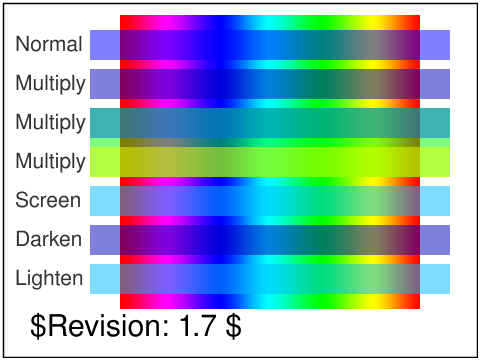 Normal
Multiply
Multiply
Multiply
Screen
Darken
Lighten
$Revision: 1.7 $